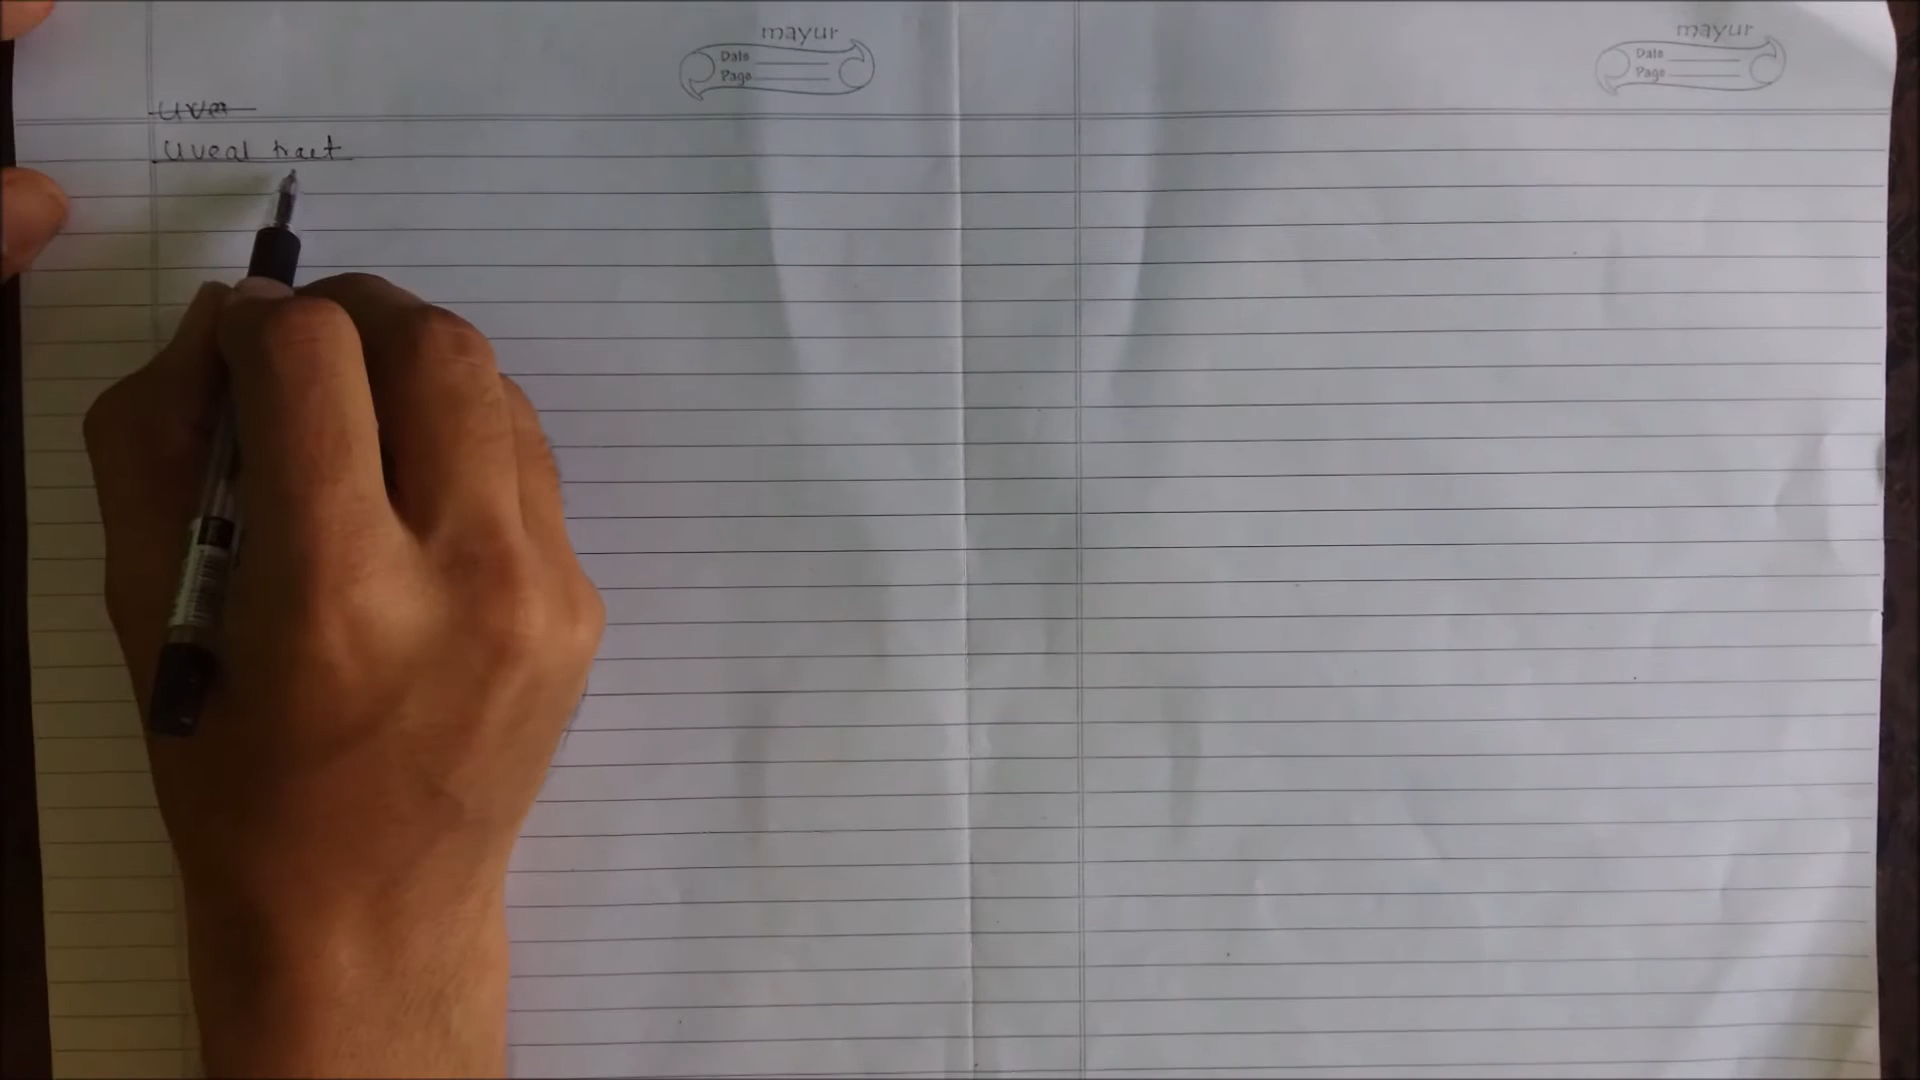 mayur
Date
Page
mayur
Date
Page
Uvea
Uveal tract